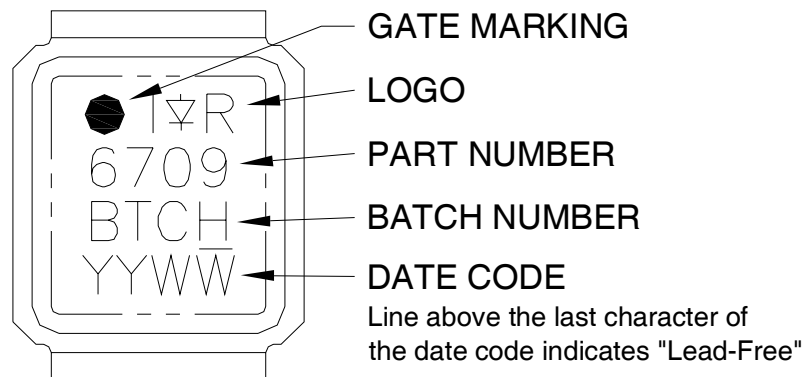 GATE MARKING
I R
LOGO
6709
PART NUMBER
BTCH
BATCH NUMBER
YYWW̅
DATE CODE
Line above the last character of
the date code indicates "Lead-Free"